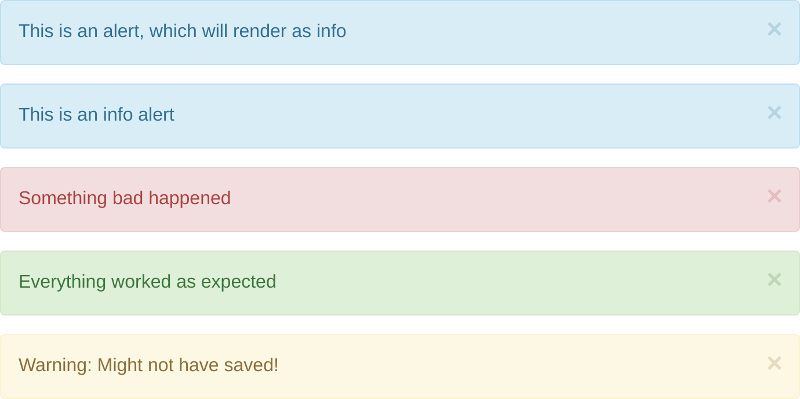 This is an alert, which will render as info ×
This is an info alert ×
Something bad happened ×
Everything worked as expected ×
Warning: Might not have saved! ×